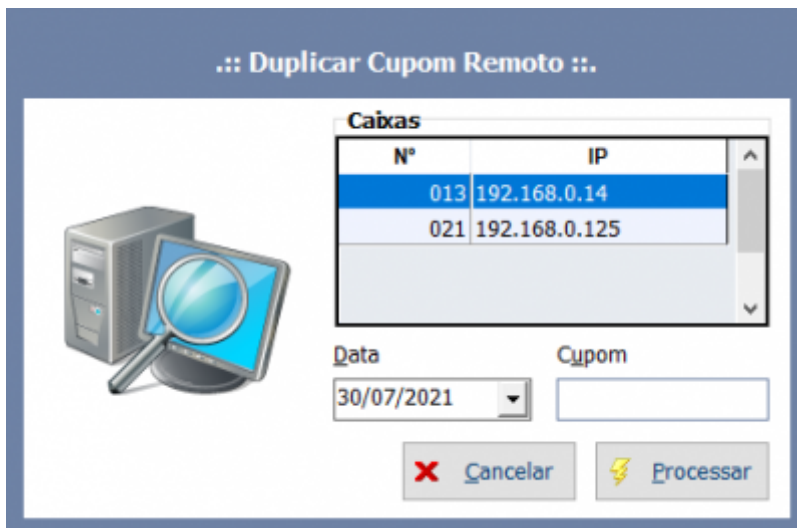 .:: Duplicar Cupom Remoto ::.
Caixas
Nº IP
013 192.168.0.14
021 192.168.0.125
Data Cupom
30/07/2021
Cancelar Processar